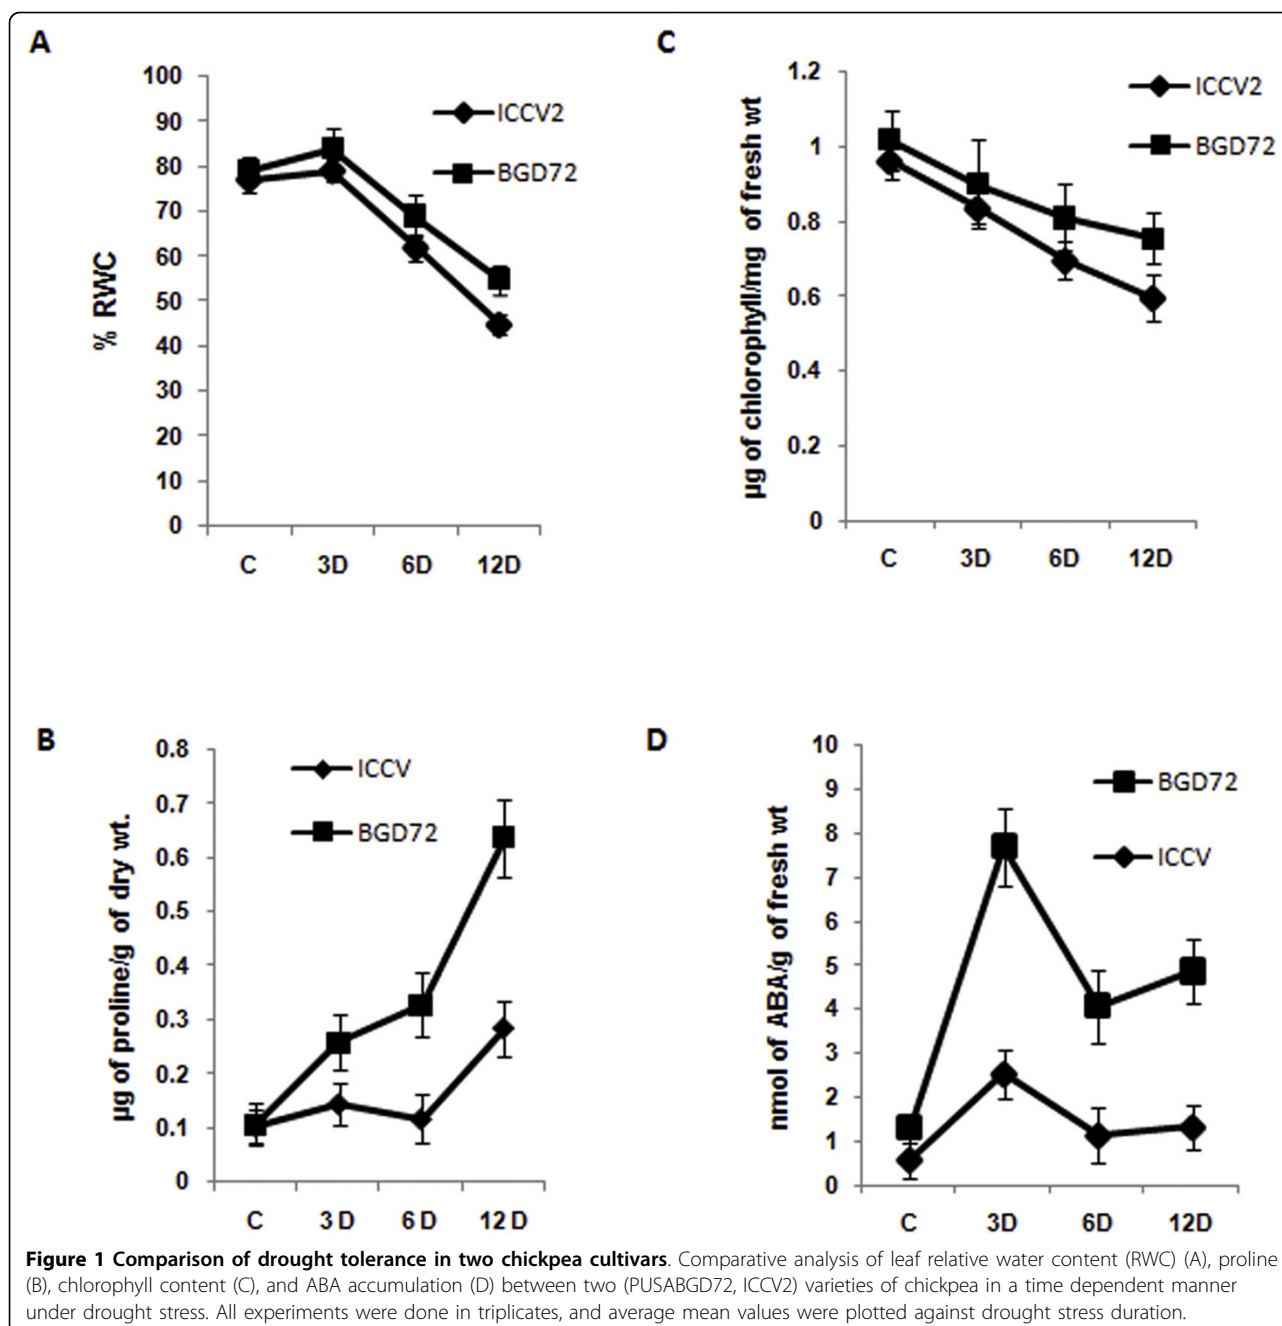 A
100
90
80
70
60
50
40
30
20
10
0
% RWC
C 3D 6D 12D
ICCV2
BGD72
C
1.2
1
0.8
0.6
0.4
0.2
0
µg of chlorophyll/mg of fresh wt
C 3D 6D 12D
ICCV2
BGD72
B
0.8
0.7
0.6
0.5
0.4
0.3
0.2
0.1
0
µg of proline/g of dry wt.
C 3D 6D 12D
ICCV
BGD72
D
10
9
8
7
6
5
4
3
2
1
0
nmol of ABA/g of fresh wt
C 3D 6D 12D
BGD72
ICCV
Figure 1 Comparison of drought tolerance in two chickpea cultivars. Comparative analysis of leaf relative water content (RWC) (A), proline
(B), chlorophyll content (C), and ABA accumulation (D) between two (PUSABGD72, ICCV2) varieties of chickpea in a time dependent manner
under drought stress. All experiments were done in triplicates, and average mean values were plotted against drought stress duration.